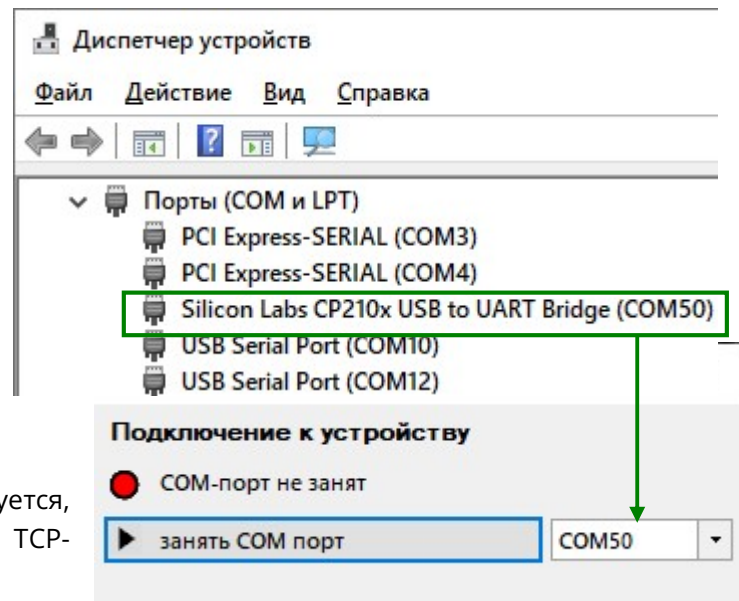 Диспетчер устройств
Файл Действие Вид Справка
Порты (COM и LPT)
PCI Express-SERIAL (COM3)
PCI Express-SERIAL (COM4)
Silicon Labs CP210x USB to UART Bridge (COM50)
USB Serial Port (COM10)
USB Serial Port (COM12)
Подключение к устройству
COM-порт не занят
уется,
TCP-
занять COM порт COM50